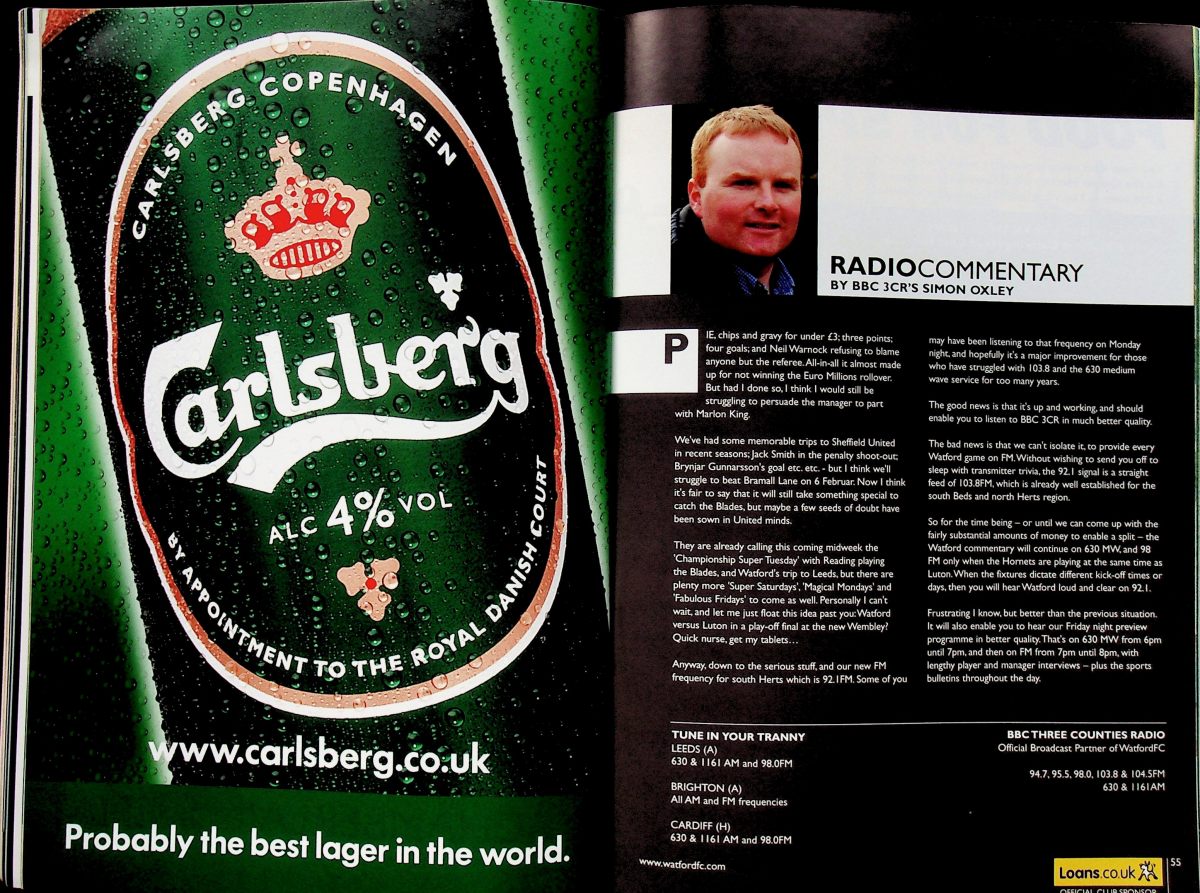 CARLSBERG COPENHAGEN
Carlsberg
ALC 4% VOL
BY APPOINTMENT TO THE ROYAL DANISH COURT
www.carlsberg.co.uk
Probably the best lager in the world.
RADIOCOMMENTARY
BY BBC 3CR'S SIMON OXLEY
PIE, chips and gravy for under £3; three points;
four goals; and Neil Warnock refusing to blame
anyone but the referee. All-in-all it almost made
up for not winning the Euro Millions rollover.
But had I done so, I think I would still be
struggling to persuade the manager to part
with Marlon King.
We've had some memorable trips to Sheffield United
in recent seasons; Jack Smith in the penalty shoot-out;
Brynjar Gunnarsson's goal etc. etc. - but I think we'll
struggle to beat Bramall Lane on 6 Februar. Now I think
it's fair to say that it will still take something special to
catch the Blades, but maybe a few seeds of doubt have
been sown in United minds.
They are already calling this coming midweek the
'Championship Super Tuesday' with Reading playing
the Blades, and Watford's trip to Leeds, but there are
plenty more 'Super Saturdays', 'Magical Mondays' and
'Fabulous Fridays' to come as well. Personally I can't
wait, and let me just float this idea past you: Watford
versus Luton in a play-off final at the new Wembley?
Quick nurse, get my tablets…
Anyway, down to the serious stuff, and our new FM
frequency for south Herts which is 92.1FM. Some of you
may have been listening to that frequency on Monday
night, and hopefully it's a major improvement for those
who have struggled with 103.8 and the 630 medium
wave service for too many years.
The good news is that it's up and working, and should
enable you to listen to BBC 3CR in much better quality.
The bad news is that we can't isolate it, to provide every
Watford game on FM. Without wishing to send you off to
sleep with transmitter trivia, the 92.1 signal is a straight
feed of 103.8FM, which is already well established for the
south Beds and north Herts region.
So for the time being – or until we can come up with the
fairly substantial amounts of money to enable a split – the
Watford commentary will continue on 630 MW, and 98
FM only when the Hornets are playing at the same time as
Luton. When the fixtures dictate different kick-off times or
days, then you will hear Watford loud and clear on 92.1.
Frustrating I know, but better than the previous situation.
It will also enable you to hear our Friday night preview
programme in better quality. That's on 630 MW from 6pm
until 7pm, and then on FM from 7pm until 8pm, with
lengthy player and manager interviews – plus the sports
bulletins throughout the day.
TUNE IN YOUR TRANNY
LEEDS (A)
630 & 1161 AM and 98.0FM
BRIGHTON (A)
All AM and FM frequencies
CARDIFF (H)
630 & 1161 AM and 98.0FM
BBC THREE COUNTIES RADIO
Official Broadcast Partner of WatfordFC
94.7, 95.5, 98.0, 103.8 & 104.5FM
630 & 1161AM
www.watfordfc.com
Loans.co.uk
OFFICIAL CLUB SPONSOR
55